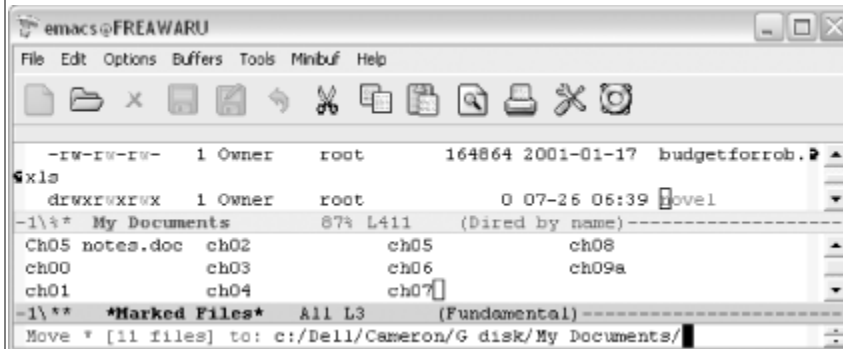 emacs@FREAWARU
File Edit Options Buffers Tools Minibuf Help
-rw-rw-rw- 1 Owner root 164864 2001-01-17 budgetforrob.
xls
drwxrwxrwx 1 Owner root 0 07-26 06:39 novel
-1\%* My Documents 87% L411 (Dired by name)--------------------
Ch05 notes.doc ch02 ch05 ch08
ch00 ch03 ch06 ch09a
ch01 ch04 ch07
-1\** *Marked Files* All L3 (Fundamental)------------------------
Move * [11 files] to: c:/Dell/Cameron/G disk/My Documents/